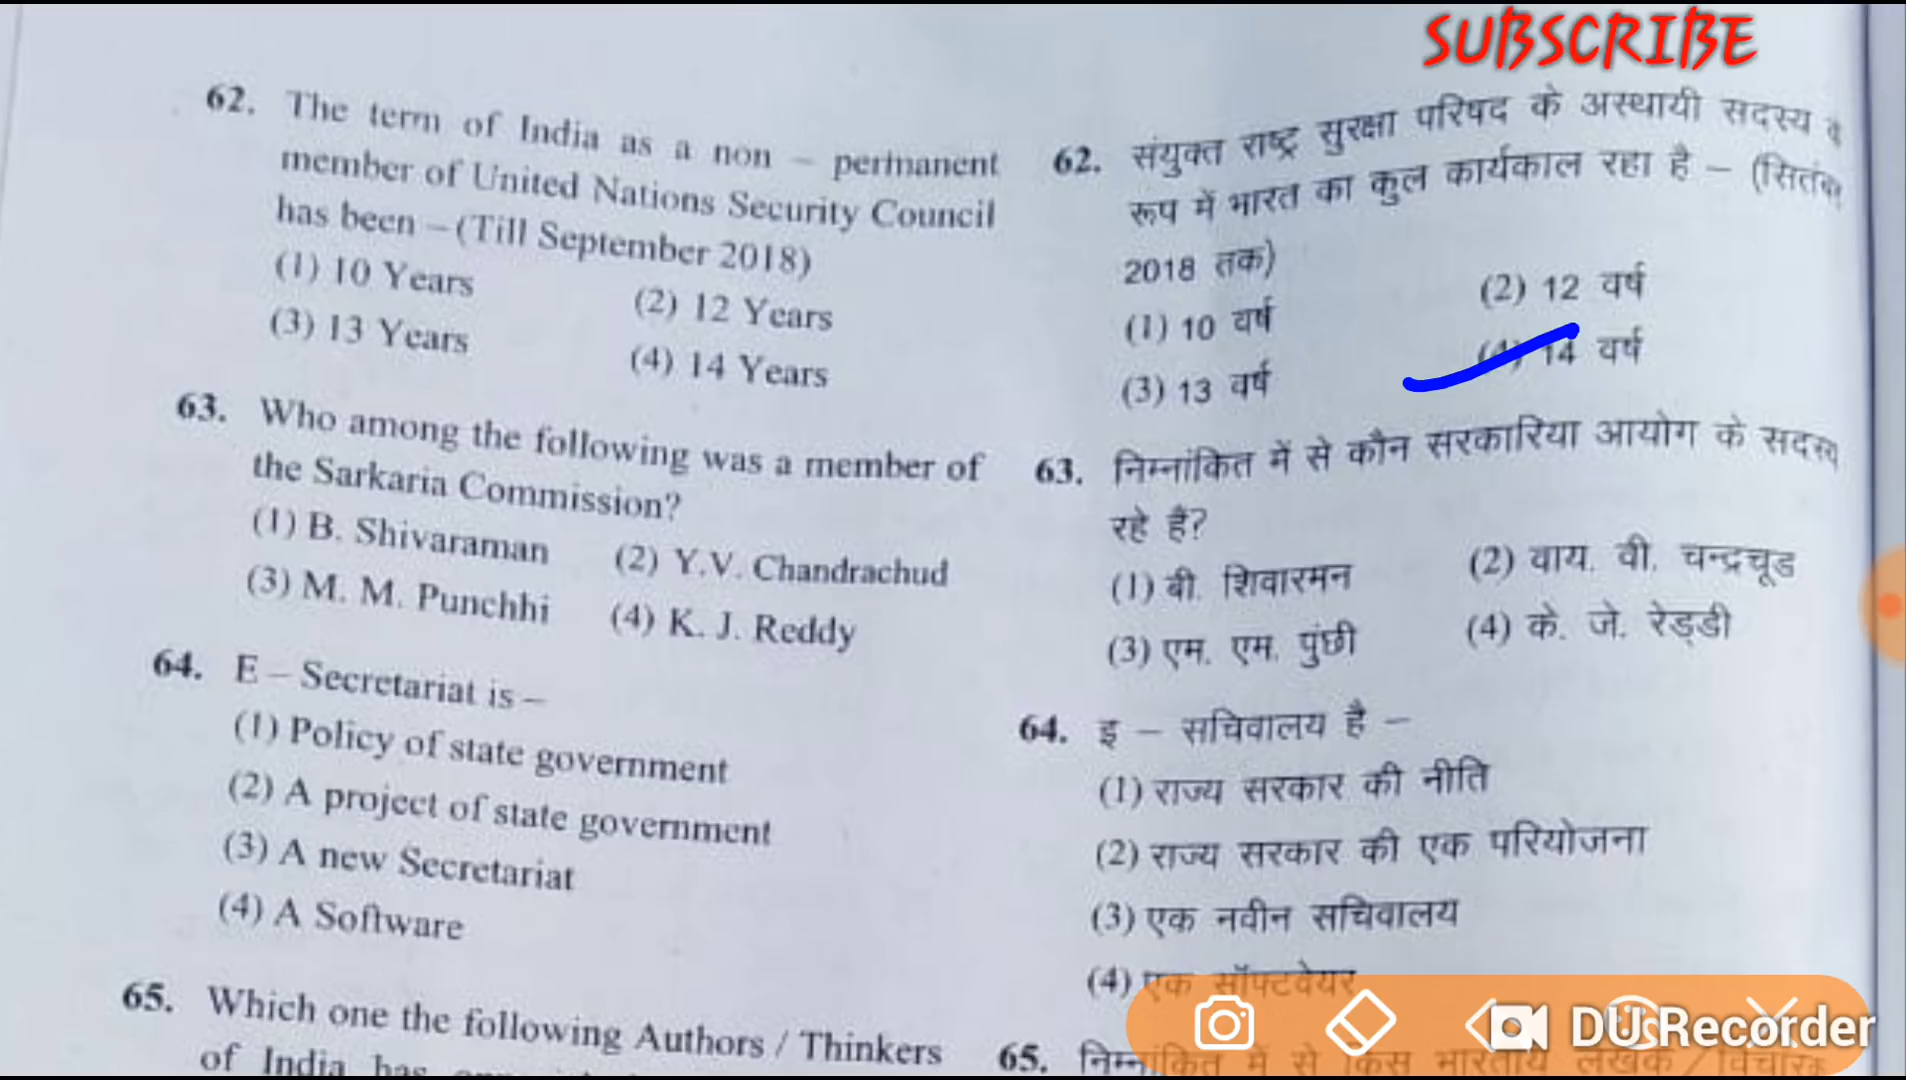 SUBSCRIBE
62. The term of India as a non – permanent
member of United Nations Security Council
has been – (Till September 2018)
(1) 10 Years
(2) 12 Years
(3) 13 Years
(4) 14 Years
63. Who among the following was a member of
the Sarkaria Commission?
(1) B. Shivaraman
(2) Y.V. Chandrachud
(3) M. M. Punchhi
(4) K. J. Reddy
64. E – Secretariat is –
(1) Policy of state government
(2) A project of state government
(3) A new Secretariat
(4) A Software
65. Which one the following Authors / Thinkers
of India has
62. संयुक्त राष्ट्र सुरक्षा परिषद के अस्थायी सदस्य
रूप में भारत का कुल कार्यकाल रहा है – (सितंबर
2018 तक)
(1) 10 वर्ष
(2) 12 वर्ष
(3) 13 वर्ष
(4) 14 वर्ष
63. निम्नांकित में से कौन सरकारिया आयोग के सदस्य
रहे हैं?
(1) बी. शिवारमन
(2) वाय. वी. चन्द्रचूड
(3) एम. एम. पुंछी
(4) के. जे. रेड्डी
64. इ – सचिवालय है –
(1) राज्य सरकार की नीति
(2) राज्य सरकार की एक परियोजना
(3) एक नवीन सचिवालय
(4) एक सॉफ्टवेयर
65. निम्नांकित में से किस भारतीय लेखक / विचारक
DU Recorder